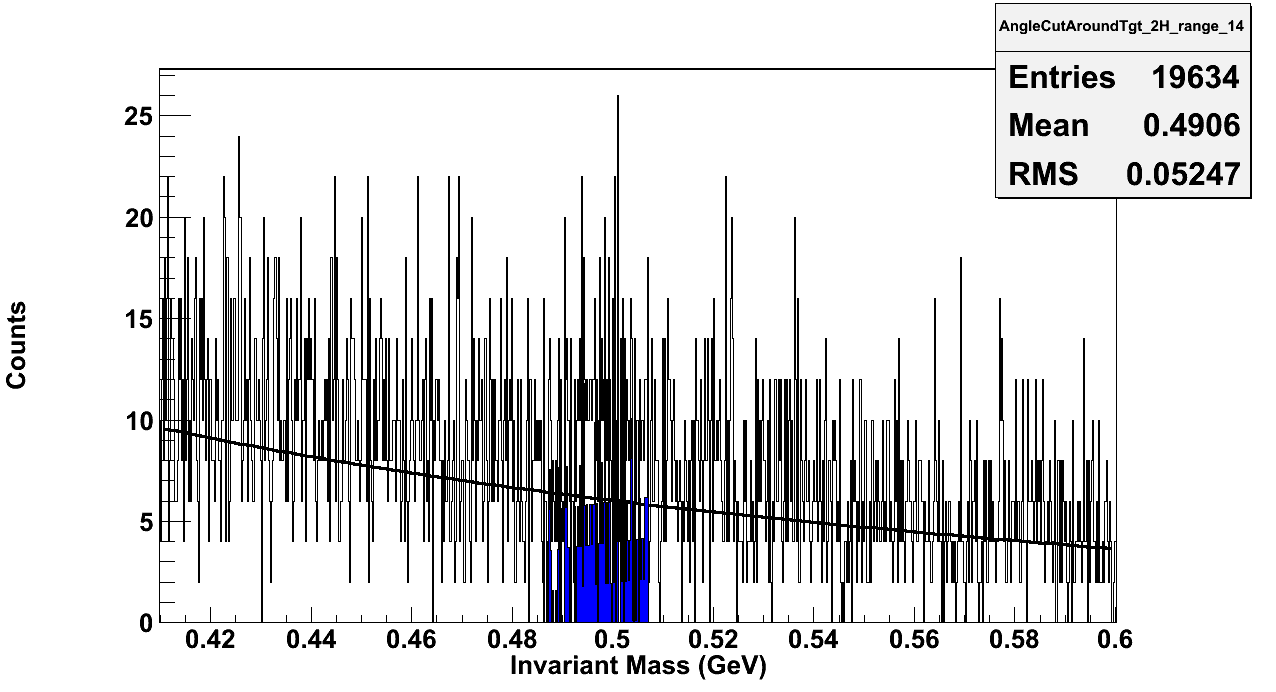 AngleCutAroundTgt_2H_range_14
Entries 19634
Mean 0.4906
RMS 0.05247
Counts
25
20
15
10
5
0
0.42 0.44 0.46 0.48 0.5 0.52 0.54 0.56 0.58 0.6
Invariant Mass (GeV)